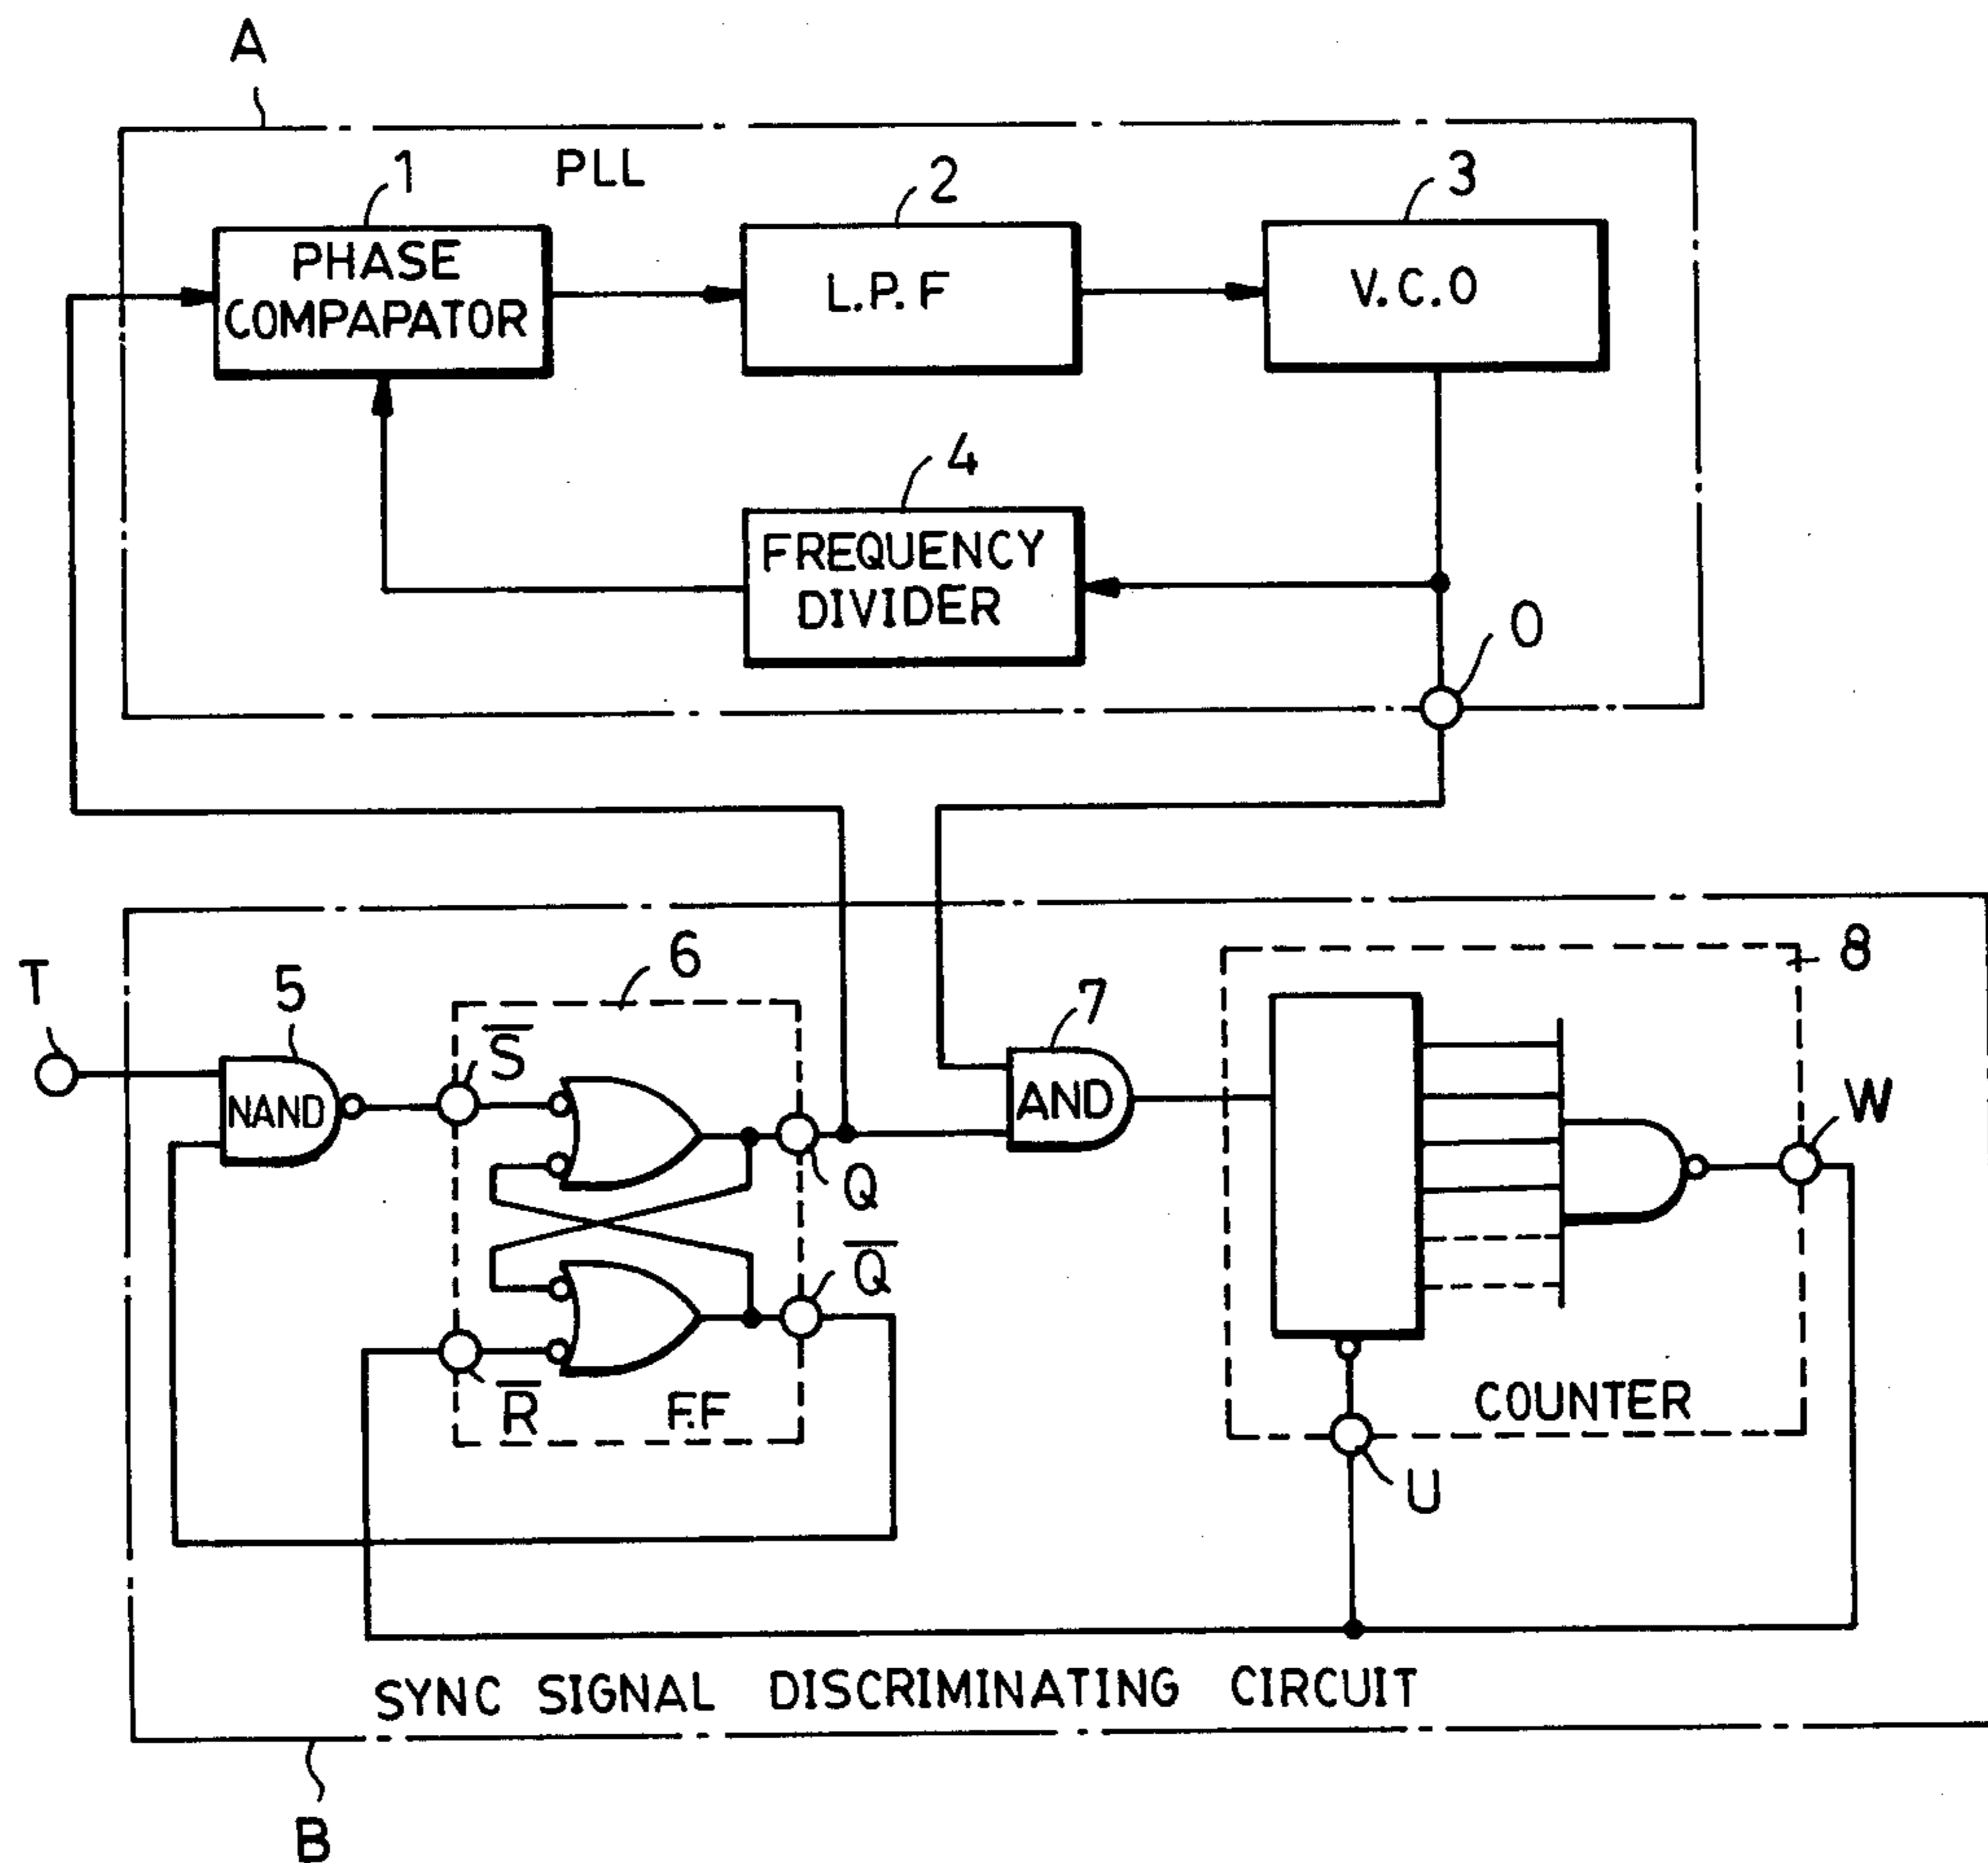 A
PLL
1
2
3
PHASE
COMPAPATOR
L.P.F
V.C.O
4
FREQUENCY
DIVIDER
O
T
5
6
7
8
S̅
NAND
AND
W
Q
Q̅
R̅
F.F
COUNTER
U
SYNC SIGNAL DISCRIMINATING CIRCUIT
B